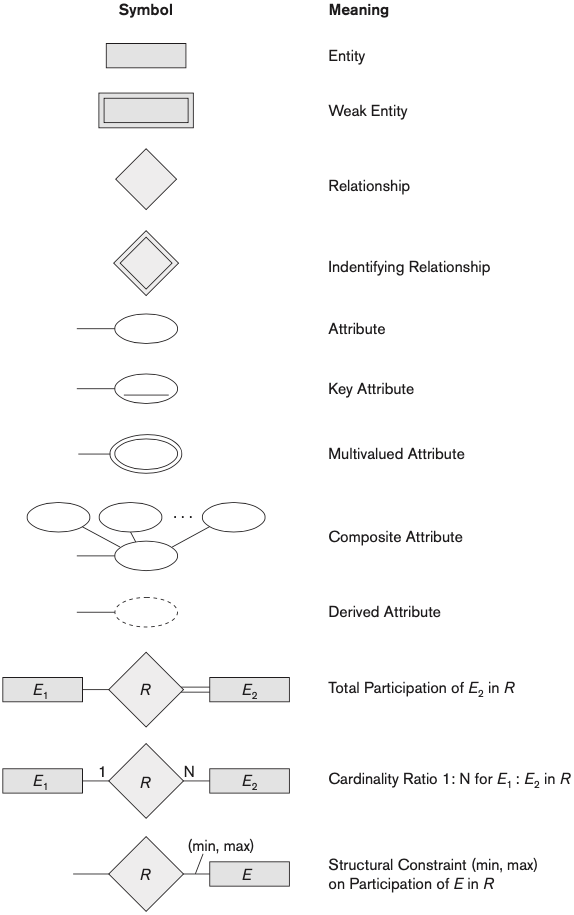 Symbol Meaning
Entity
Weak Entity
Relationship
Indentifying Relationship
Attribute
Key Attribute
Multivalued Attribute
· · ·
Composite Attribute
Derived Attribute
E₁ R E₂ Total Participation of E₂ in R
E₁ 1 R N E₂ Cardinality Ratio 1: N for E₁ : E₂ in R
(min, max)
R E Structural Constraint (min, max)
on Participation of E in R